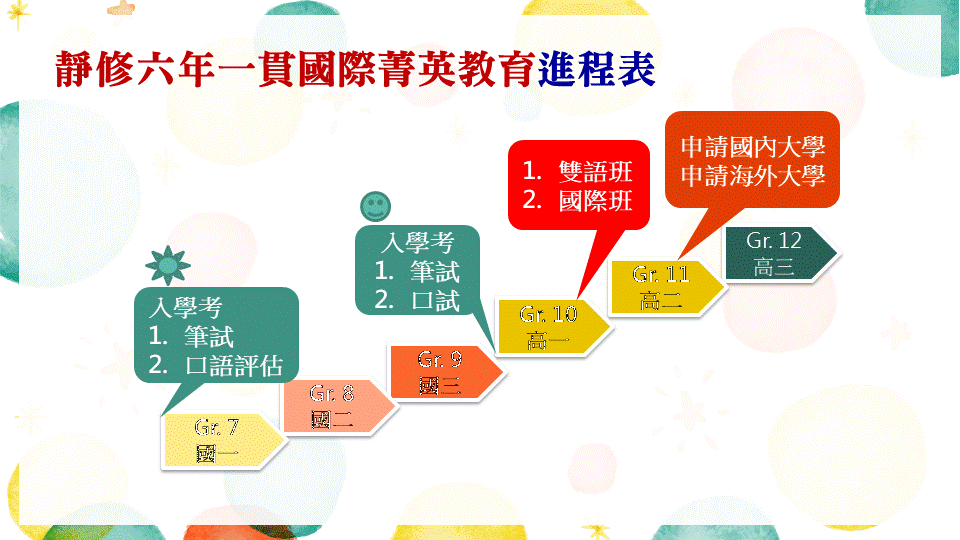 靜修六年一貫國際菁英教育進程表
申請國內大學
申請海外大學
1. 雙語班
2. 國際班
入學考
1. 筆試
2. 口試
入學考
1. 筆試
2. 口語評估
Gr. 12
高三
Gr. 11
高二
Gr. 10
高一
Gr. 9
國三
Gr. 8
國二
Gr. 7
國一